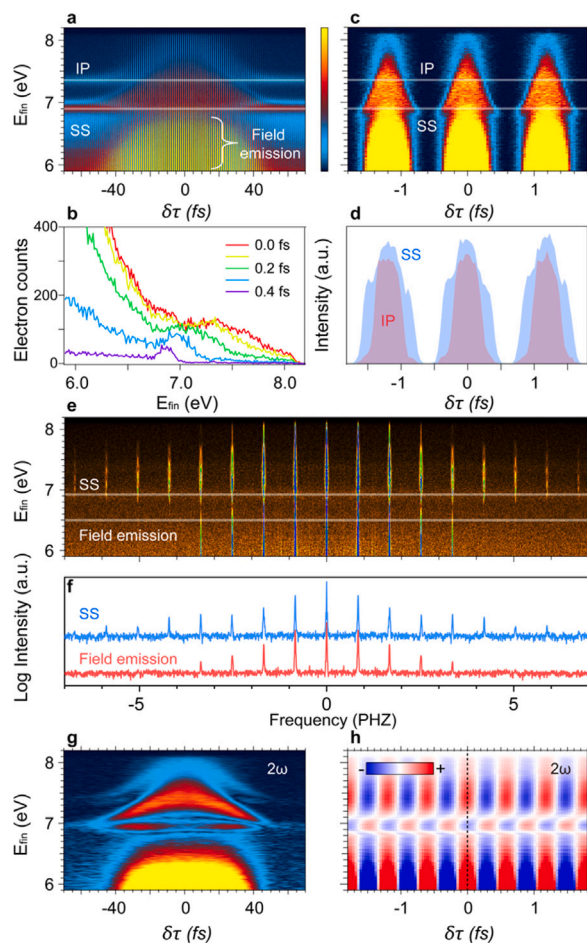 a
c
8
7
6
E_fin (eV)
IP
SS
Field
emission
IP
SS
-40
0
40
-1
0
1
δτ (fs)
δτ (fs)
b
d
400
200
0
Electron counts
0.0 fs
0.2 fs
0.4 fs
6.0
7.0
8.0
E_fin (eV)
Intensity (a.u.)
SS
IP
-1
0
1
δτ (fs)
e
8
7
6
E_fin (eV)
SS
Field emission
f
Log Intensity (a.u.)
SS
Field emission
-5
0
5
Frequency (PHZ)
g
h
8
7
6
E_fin (eV)
2ω
- +
2ω
-40
0
40
-1
0
1
δτ (fs)
δτ (fs)